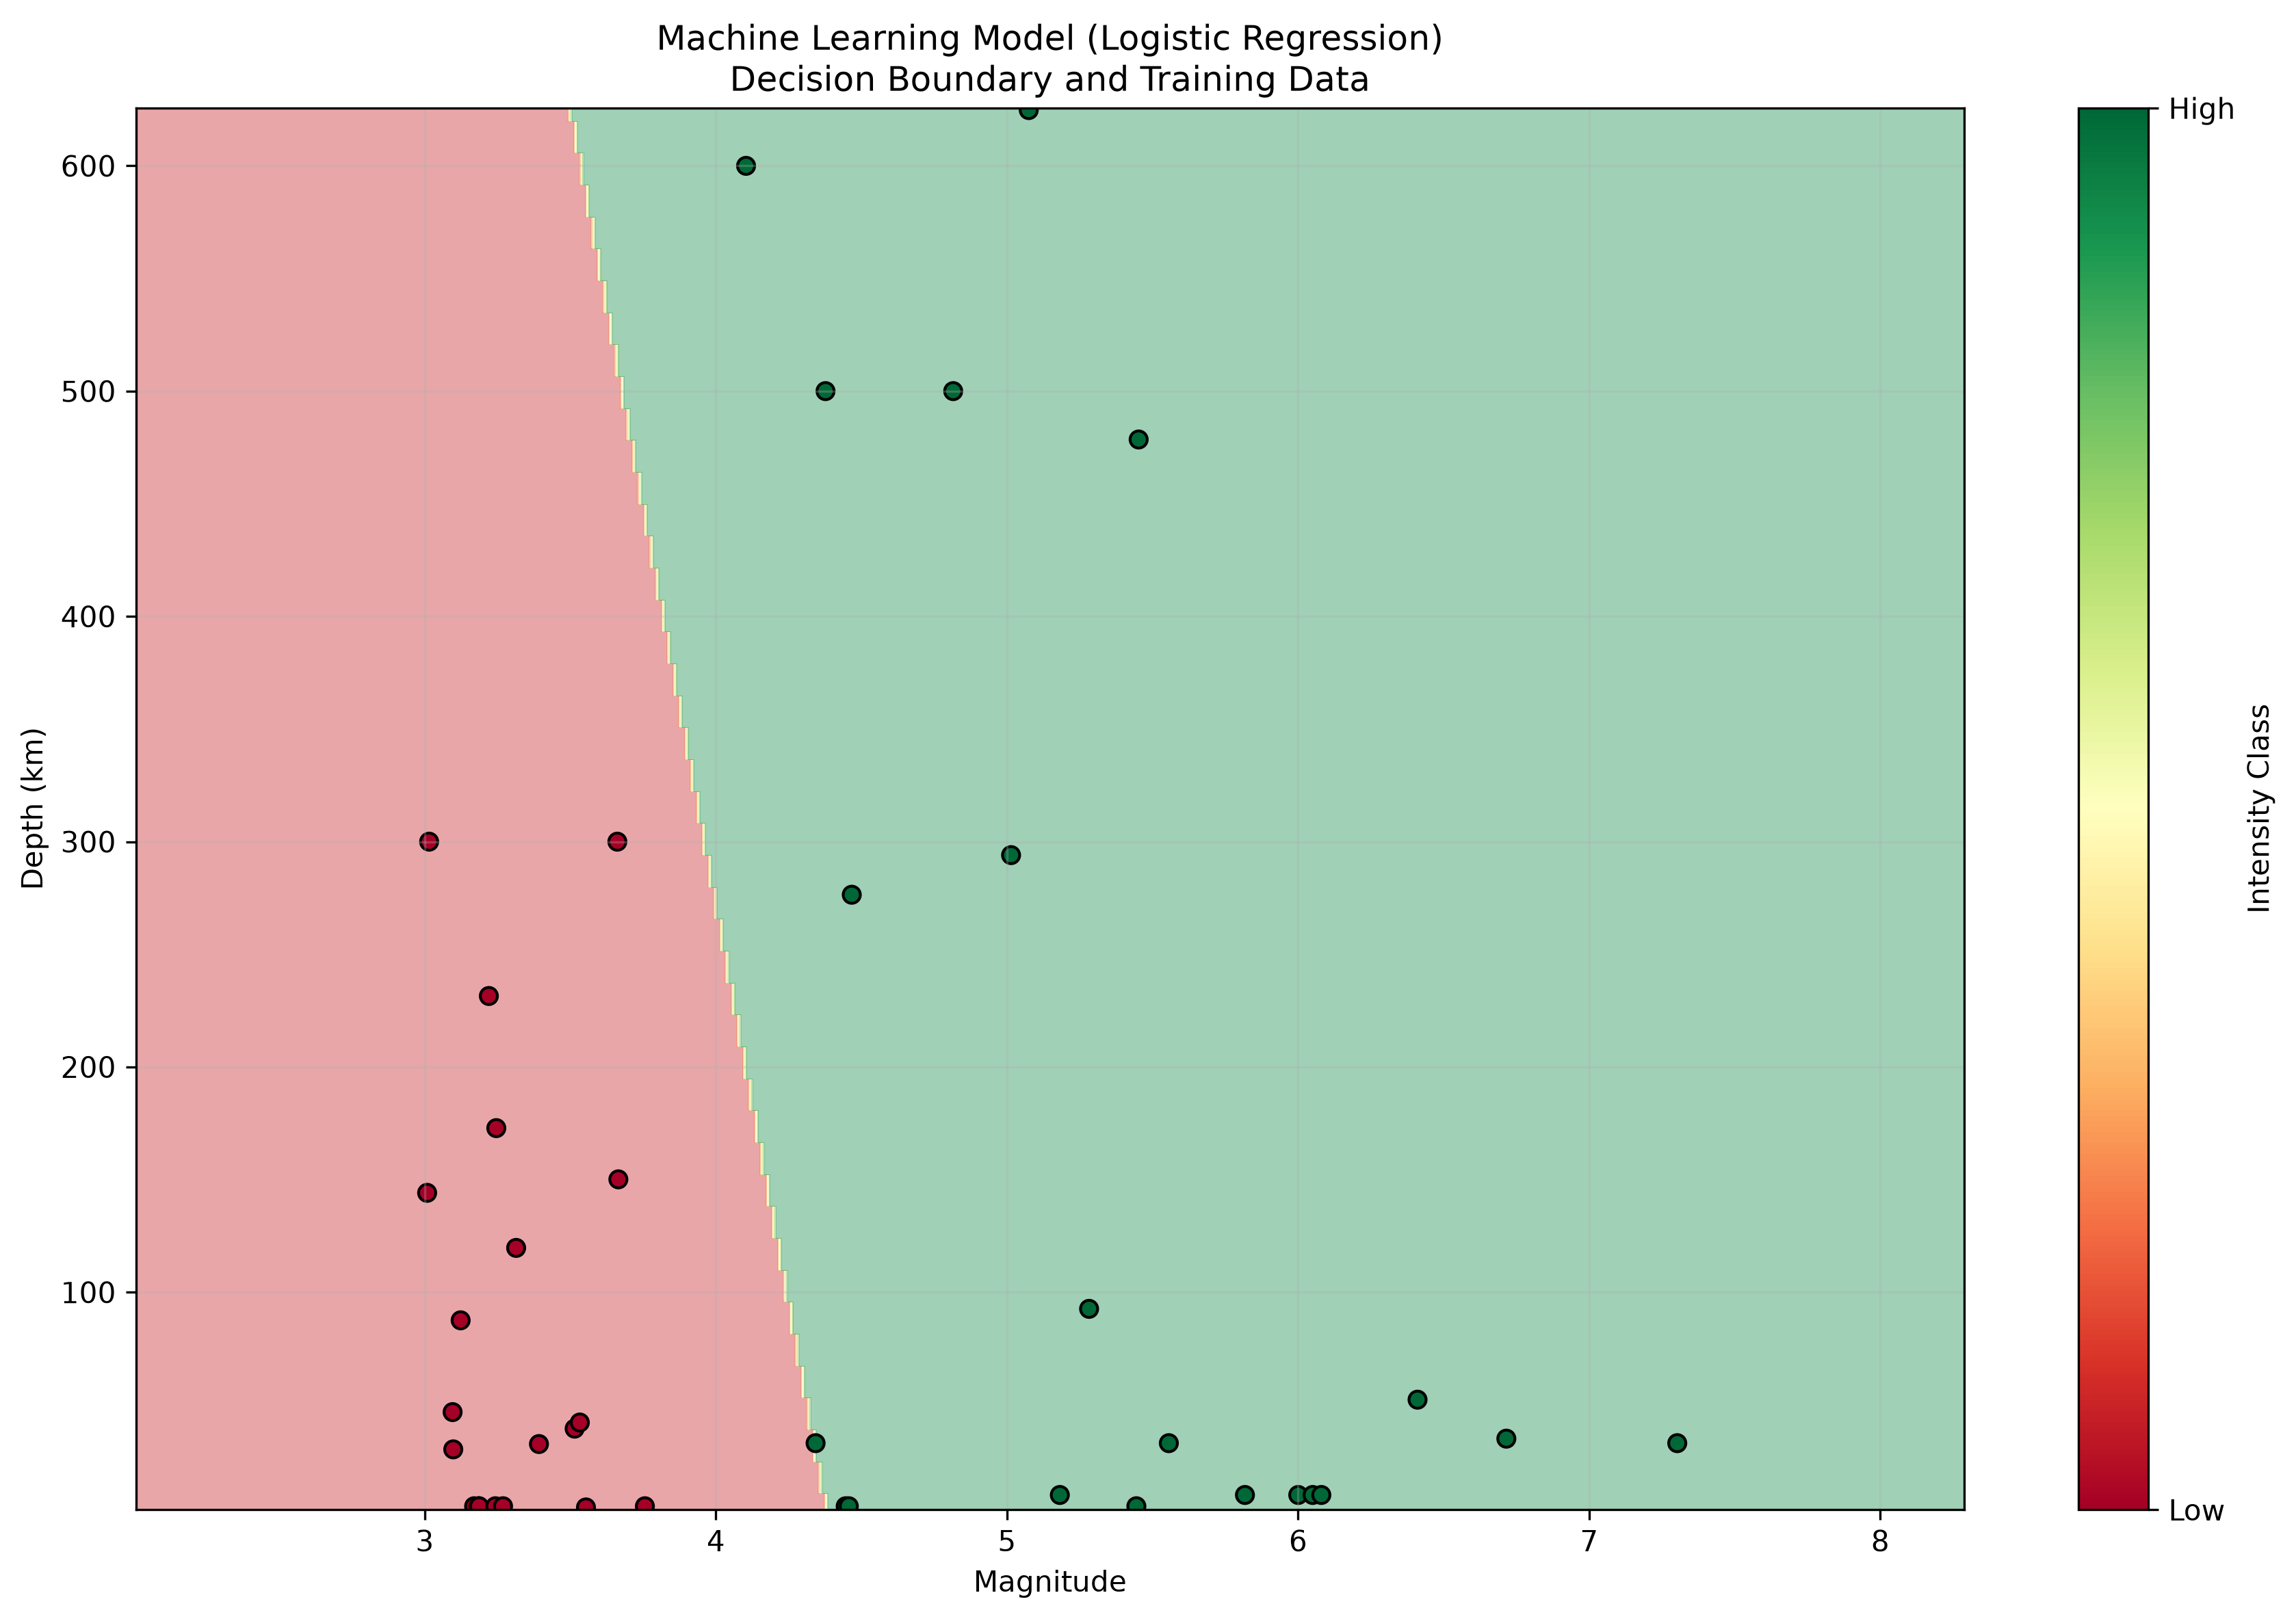 Machine Learning Model (Logistic Regression)
Decision Boundary and Training Data
High
600
500
400
300
200
100
Depth (km)
Intensity Class
Low
3 4 5 6 7 8
Magnitude